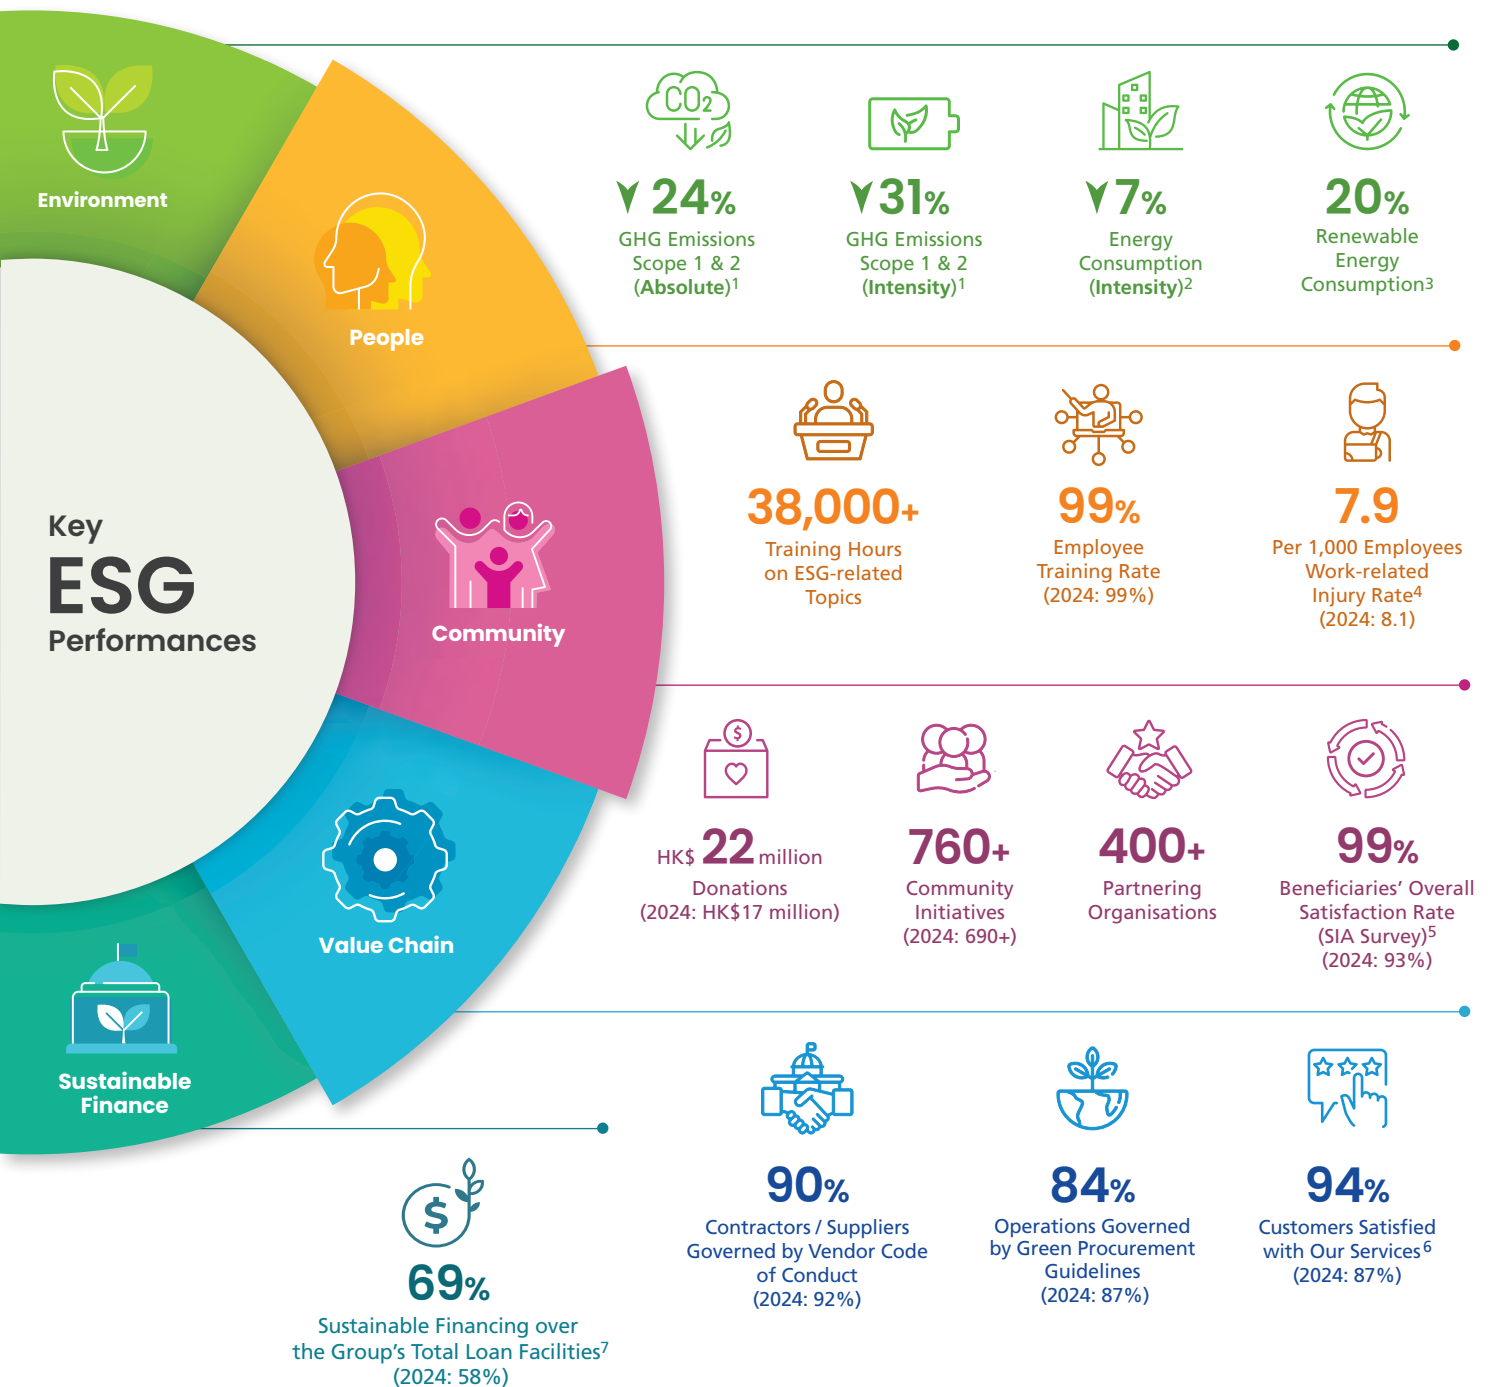 Key
ESG
Performances
Environment
CO2
24%
GHG Emissions
Scope 1 & 2
(Absolute)1
31%
GHG Emissions
Scope 1 & 2
(Intensity)1
7%
Energy
Consumption
(Intensity)2
20%
Renewable
Energy
Consumption3
People
38,000+
Training Hours
on ESG-related
Topics
99%
Employee
Training Rate
(2024: 99%)
7.9
Per 1,000 Employees
Work-related
Injury Rate4
(2024: 8.1)
Community
$
HK$ 22 million
Donations
(2024: HK$17 million)
760+
Community
Initiatives
(2024: 690+)
400+
Partnering
Organisations
99%
Beneficiaries’ Overall
Satisfaction Rate
(SIA Survey)5
(2024: 93%)
Value Chain
90%
Contractors / Suppliers
Governed by Vendor Code
of Conduct
(2024: 92%)
84%
Operations Governed
by Green Procurement
Guidelines
(2024: 87%)
94%
Customers Satisfied
with Our Services6
(2024: 87%)
Sustainable
Finance
$
69%
Sustainable Financing over
the Group’s Total Loan Facilities7
(2024: 58%)